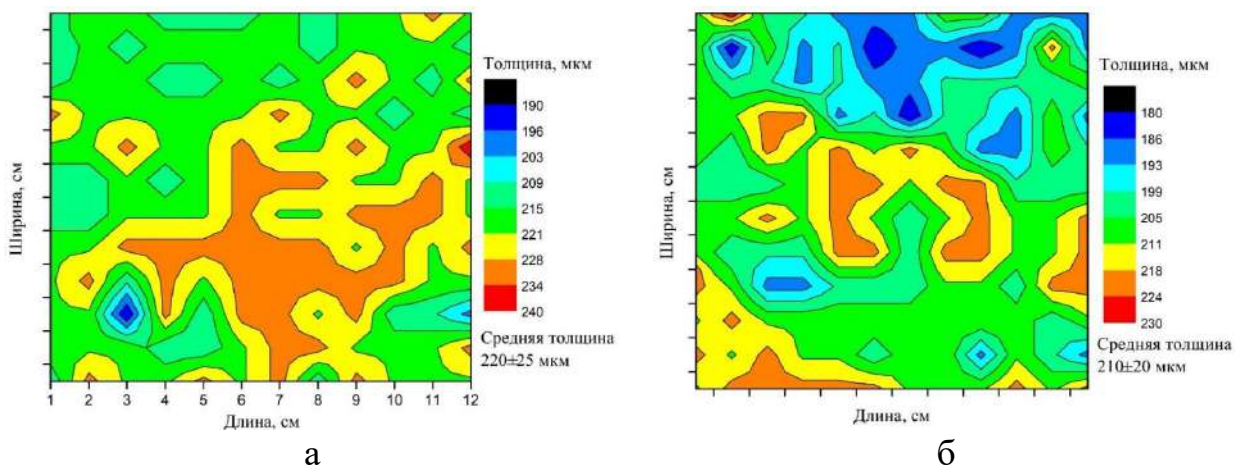 Толщина, мкм
190
196
203
209
215
221
228
234
240
Средняя толщина
220±25 мкм
Ширина, см
1 2 3 4 5 6 7 8 9 10 11 12
Длина, см
а
Толщина, мкм
180
186
193
199
205
211
218
224
230
Средняя толщина
210±20 мкм
Ширина, см
Длина, см
б